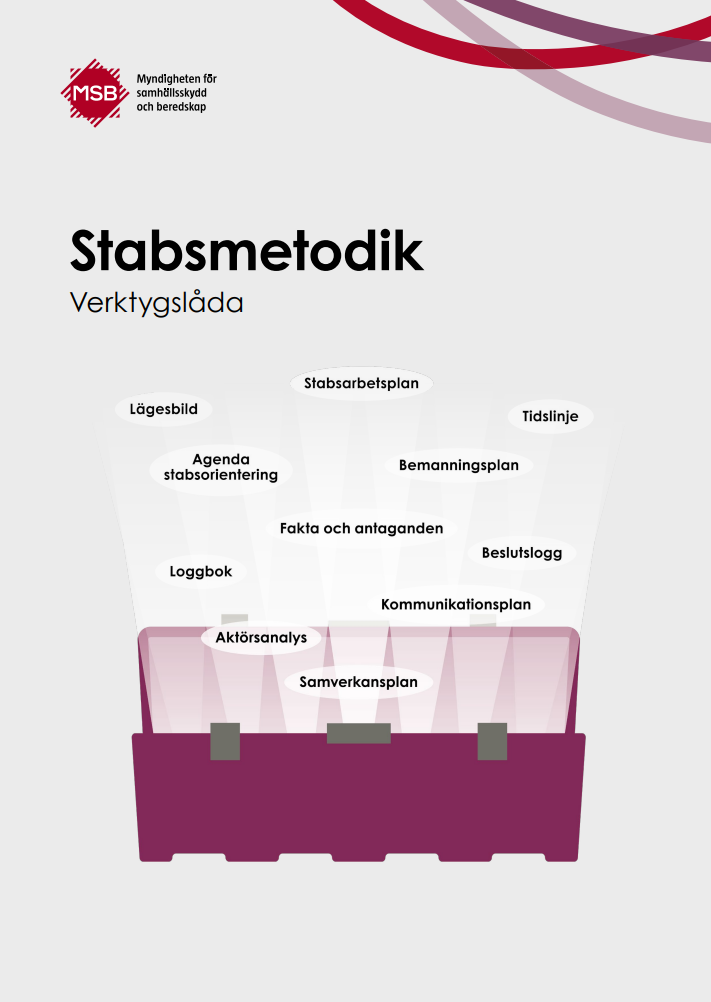 MSB
Myndigheten för
samhällsskydd
och beredskap
Stabsmetodik
Verktygslåda
Stabsarbetsplan
Lägesbild
Tidslinje
Agenda
stabsorientering
Bemanningsplan
Fakta och antaganden
Beslutslogg
Loggbok
Kommunikationsplan
Aktörsanalys
Samverkansplan